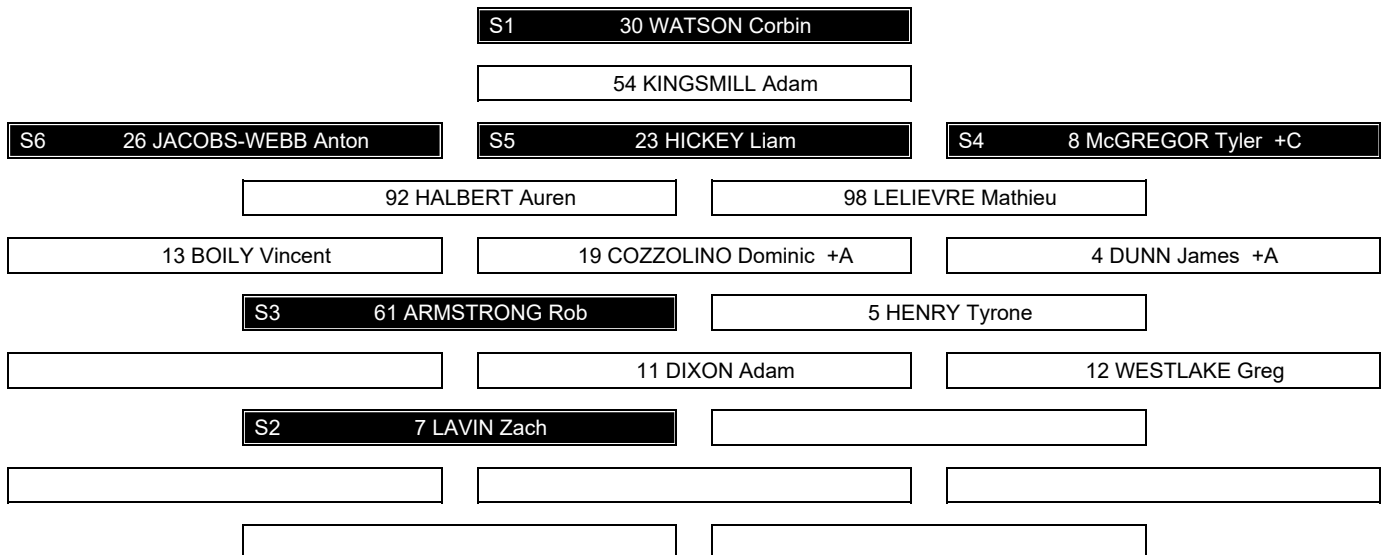 S1 30 WATSON Corbin
54 KINGSMILL Adam
S6 26 JACOBS-WEBB Anton S5 23 HICKEY Liam S4 8 McGREGOR Tyler +C
92 HALBERT Auren 98 LELIEVRE Mathieu
13 BOILY Vincent 19 COZZOLINO Dominic +A 4 DUNN James +A
S3 61 ARMSTRONG Rob 5 HENRY Tyrone
11 DIXON Adam 12 WESTLAKE Greg
S2 7 LAVIN Zach